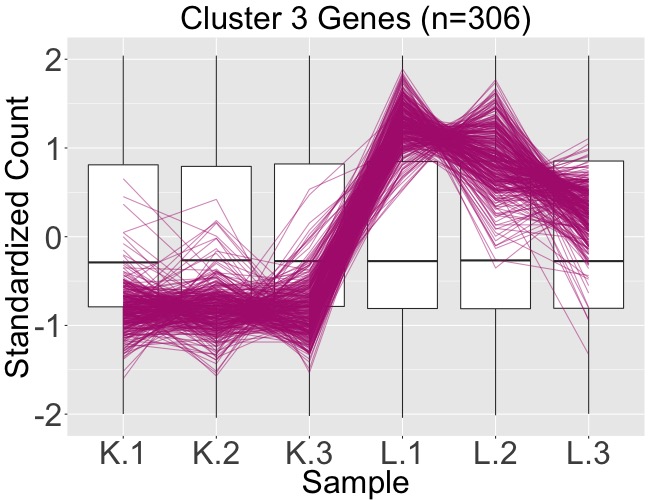 Cluster 3 Genes (n=306)
Standardized Count
2
1
0
-1
-2
K.1 K.2 K.3 L.1 L.2 L.3
Sample